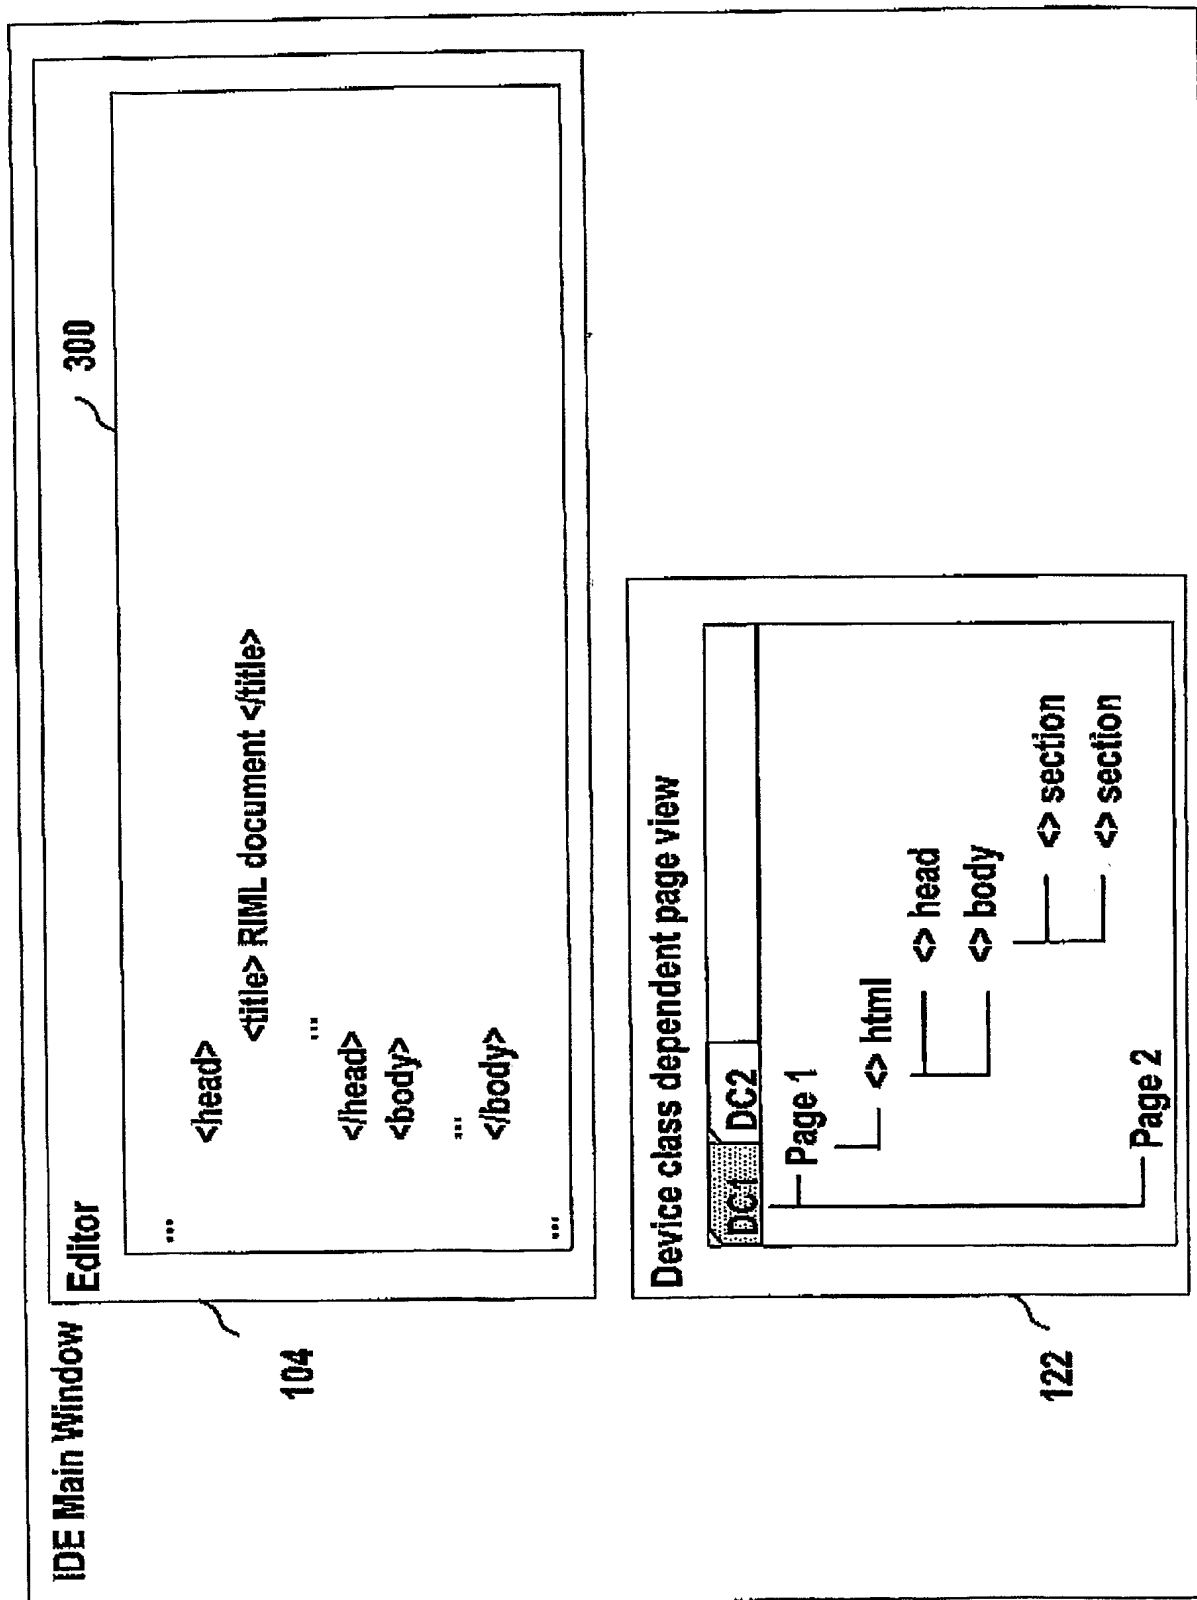 IDE Main Window
Editor
300
...
<head>
<title> RIML document </title>
...
</head>
<body>
...
</body>
...
104
Device class dependent page view
DC1 DC2
Page 1
<> html
<> head
<> body
<> section
<> section
Page 2
122